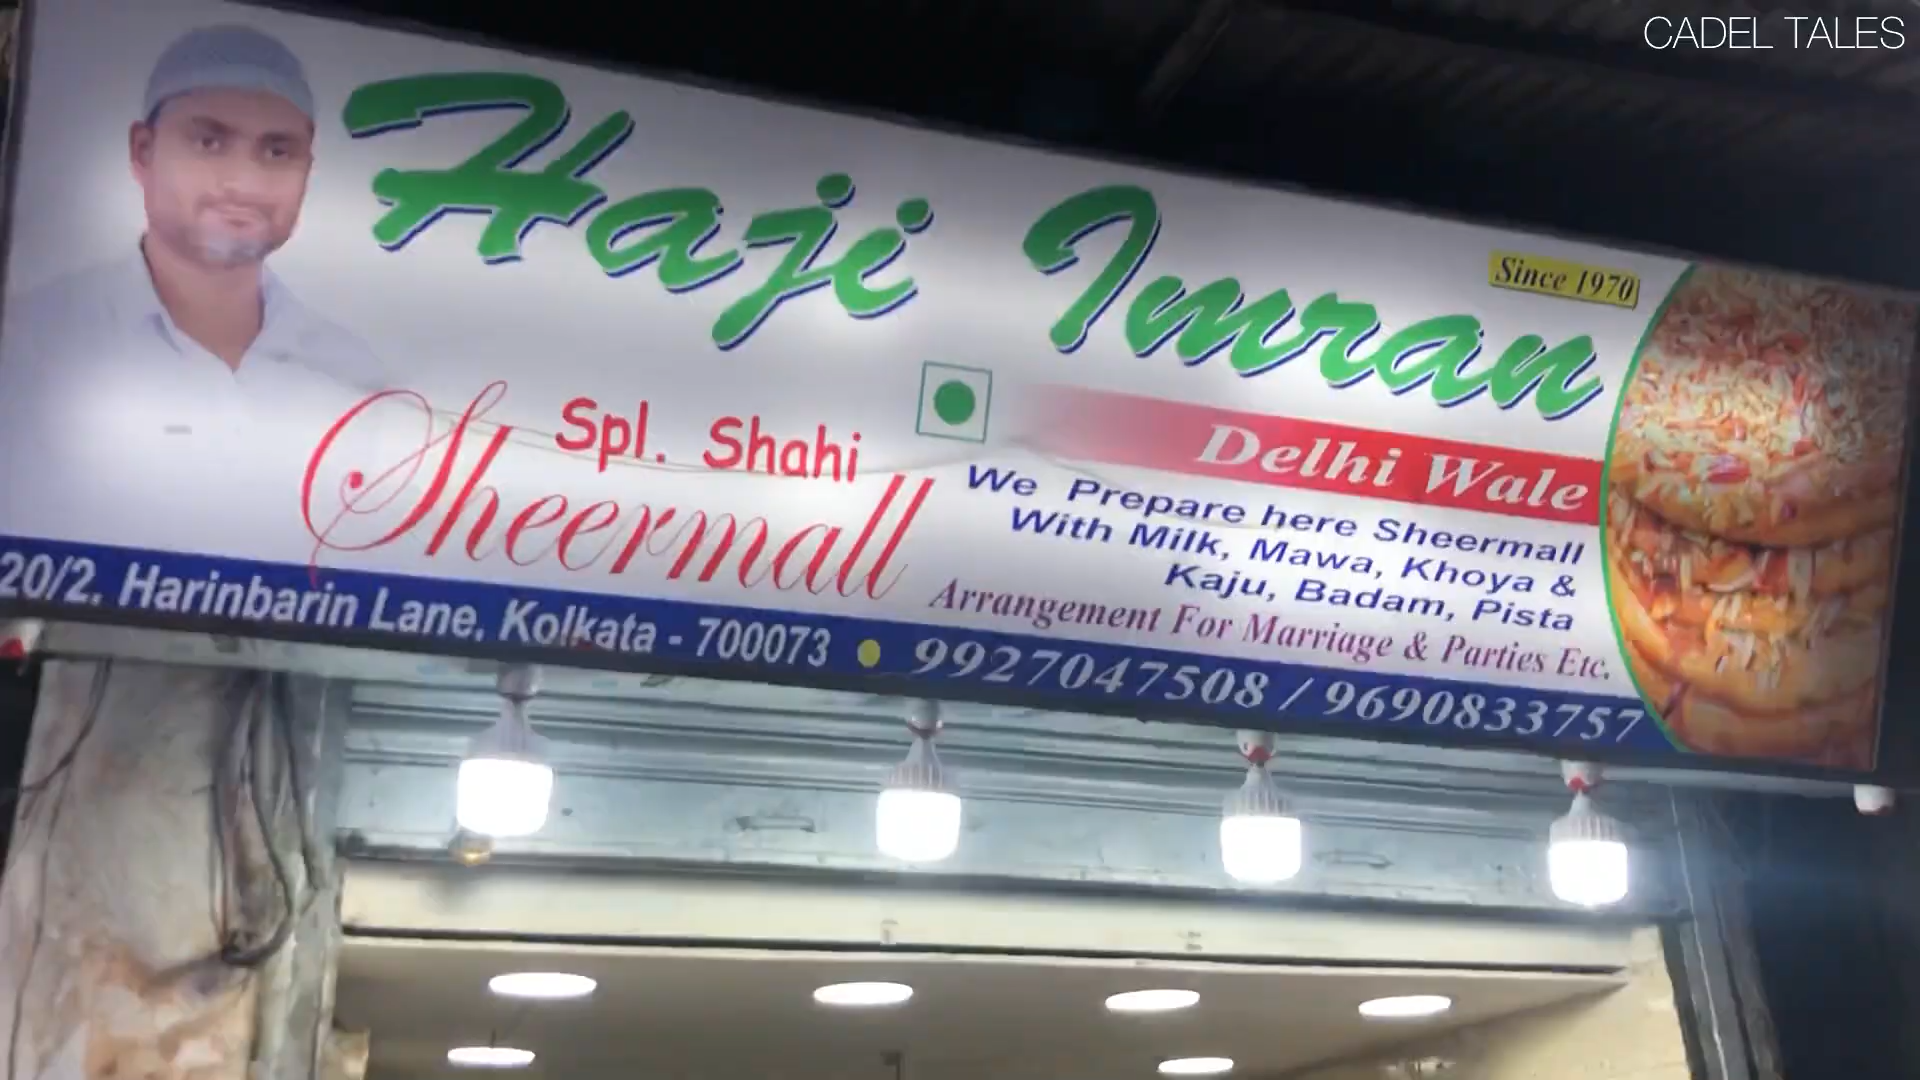 CADEL TALES
Haji Imran
Since 1970
Delhi Wale
Spl. Shahi
Sheermall
We Prepare here Sheermall
With Milk, Mawa, Khoya &
Kaju, Badam, Pista
Arrangement For Marriage & Parties Etc.
20/2. Harinbarin Lane. Kolkata - 700073 • 9927047508 / 9690833757